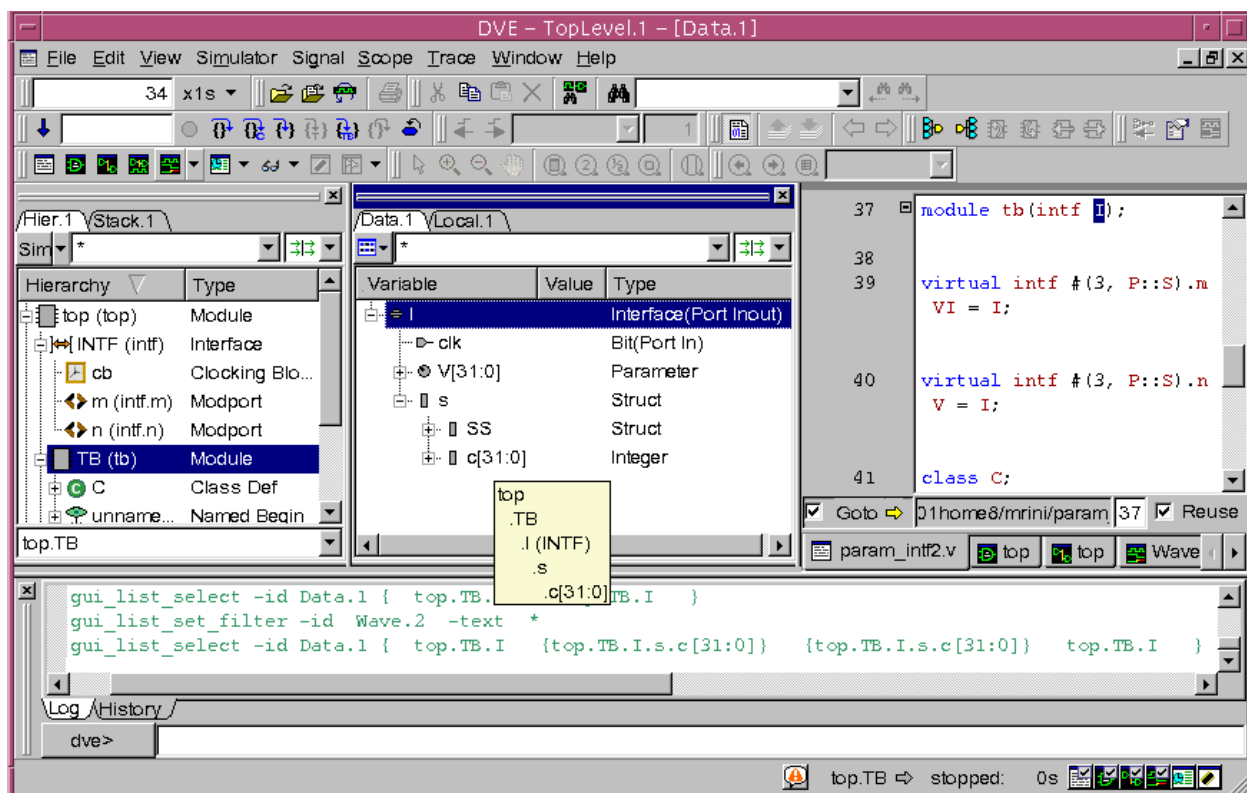 DVE – TopLevel.1 – [Data.1]
File Edit View Simulator Signal Scope Trace Window Help
34 x1s
1
/Hier.1 \/Stack.1 \
/Data.1 \/Local.1 \
Sim *
*
Hierarchy Type
top (top) Module
INTF (intf) Interface
cb Clocking Blo...
m (intf.m) Modport
n (intf.n) Modport
TB (tb) Module
C Class Def
unname... Named Begin
top.TB
Variable Value Type
I Interface(Port Inout)
clk Bit(Port In)
V[31:0] Parameter
s Struct
SS Struct
c[31:0] Integer
top
.TB
.I (INTF)
.s
.c[31:0]
37 module tb(intf I);
38
39 virtual intf #(3, P::S).m
VI = I;
40 virtual intf #(3, P::S).n
V = I;
41 class C;
Goto 01home8/mrini/param 37 Reuse
param_intf2.v top top Wave
gui_list_select -id Data.1 { top.TB. TB.I }
gui_list_set_filter -id Wave.2 -text *
gui_list_select -id Data.1 { top.TB.I {top.TB.I.s.c[31:0]} {top.TB.I.s.c[31:0]} top.TB.I }
\Log /\History /
dve>
top.TB ⇨ stopped: 0s